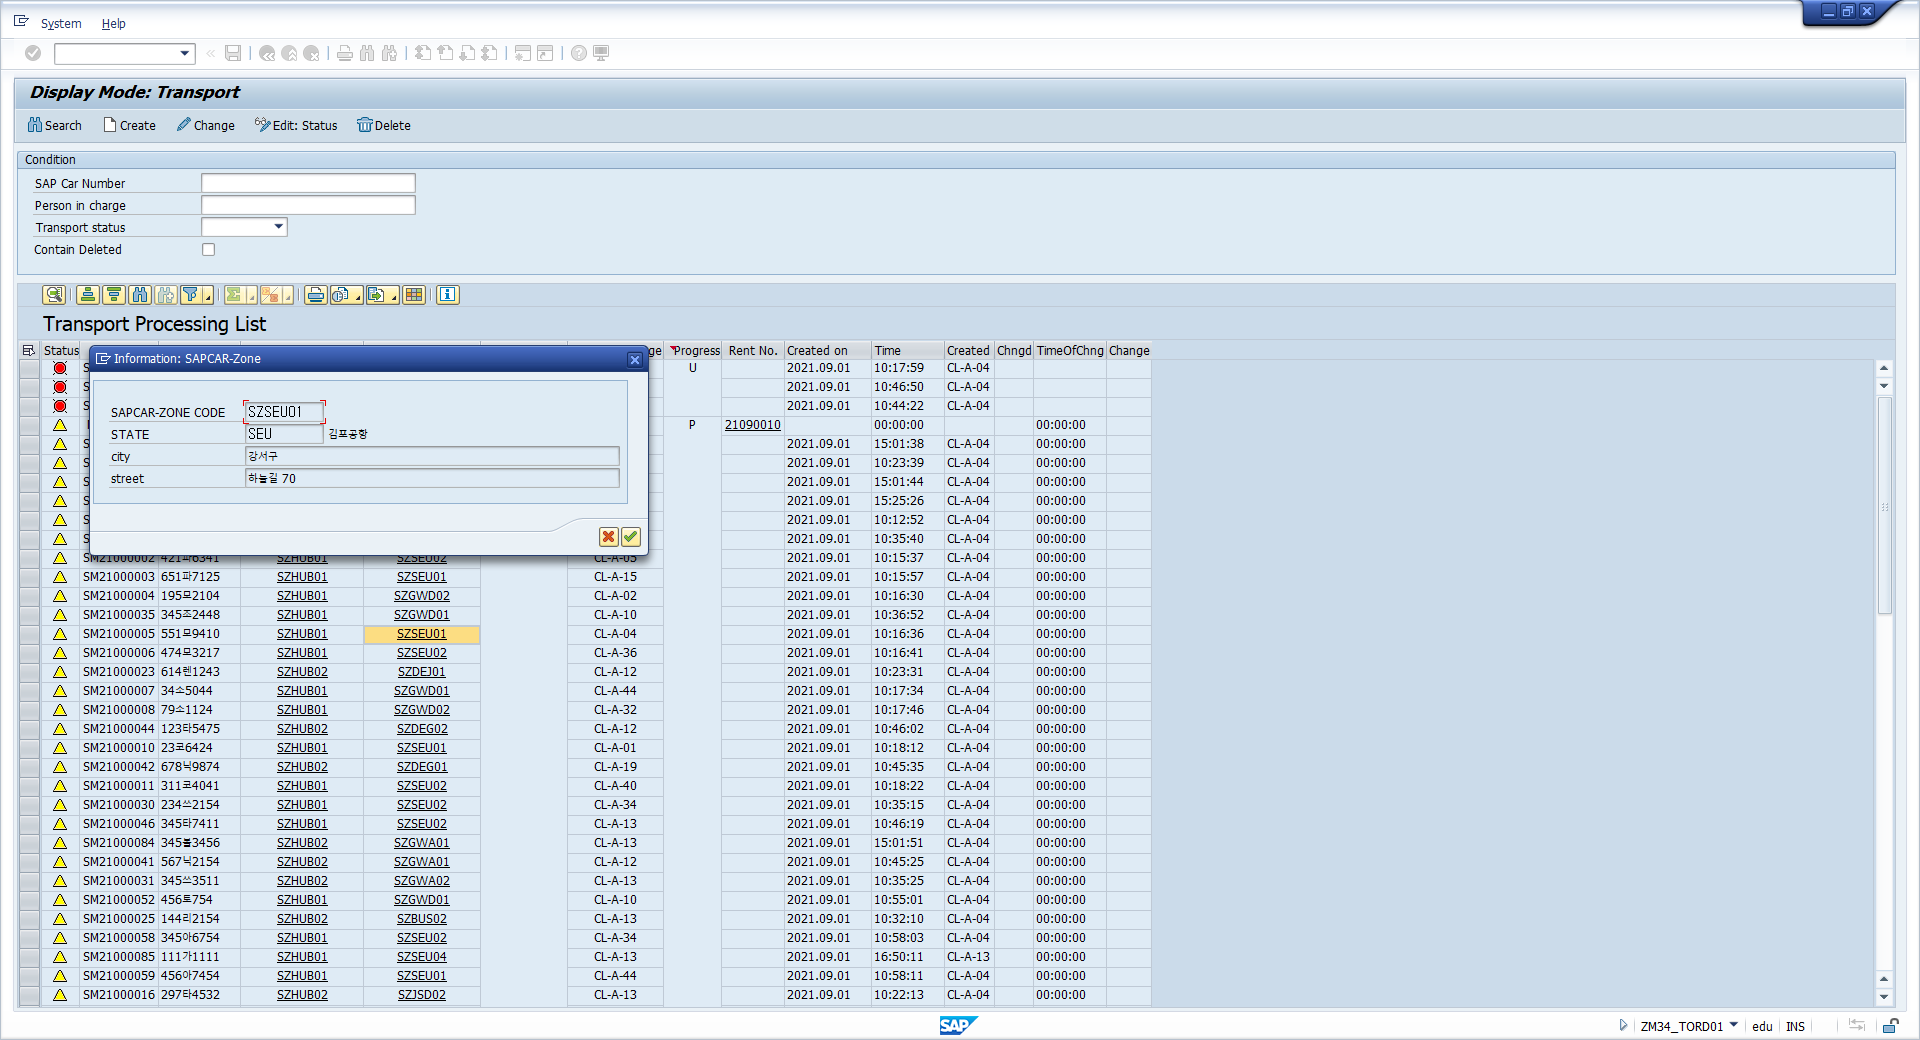 System Help
Display Mode: Transport
Search Create Change Edit: Status Delete
Condition
SAP Car Number
Person in charge
Transport status
Contain Deleted
Transport Processing List
Status Progress Rent No. Created on Time Created Chngd TimeOfChng Change
U 2021.09.01 10:17:59 CL-A-04
2021.09.01 10:46:50 CL-A-04
2021.09.01 10:44:22 CL-A-04
P 21090010 00:00:00 00:00:00
2021.09.01 15:01:38 CL-A-04 00:00:00
2021.09.01 10:23:39 CL-A-04 00:00:00
2021.09.01 15:01:44 CL-A-04 00:00:00
2021.09.01 15:25:26 CL-A-04 00:00:00
2021.09.01 10:12:52 CL-A-04 00:00:00
2021.09.01 10:35:40 CL-A-04 00:00:00
Information: SAPCAR-Zone
SAPCAR-ZONE CODE SZSEU01
STATE SEU 김포공항
city 강서구
street 하늘길 70
SM21000002 421파6341 SZHUB01 SZSEU02 CL-A-05 2021.09.01 10:15:37 CL-A-04 00:00:00
SM21000003 651파7125 SZHUB01 SZSEU01 CL-A-15 2021.09.01 10:15:57 CL-A-04 00:00:00
SM21000004 195모2104 SZHUB01 SZGWD02 CL-A-02 2021.09.01 10:16:30 CL-A-04 00:00:00
SM21000035 345조2448 SZHUB01 SZGWD01 CL-A-10 2021.09.01 10:36:52 CL-A-04 00:00:00
SM21000005 551모9410 SZHUB01 SZSEU01 CL-A-04 2021.09.01 10:16:36 CL-A-04 00:00:00
SM21000006 474모3217 SZHUB01 SZSEU02 CL-A-36 2021.09.01 10:16:41 CL-A-04 00:00:00
SM21000023 614렌1243 SZHUB02 SZDEJ01 CL-A-12 2021.09.01 10:23:31 CL-A-04 00:00:00
SM21000007 34소5044 SZHUB01 SZGWD01 CL-A-44 2021.09.01 10:17:34 CL-A-04 00:00:00
SM21000008 79소1124 SZHUB01 SZGWD02 CL-A-32 2021.09.01 10:17:46 CL-A-04 00:00:00
SM21000044 123타5475 SZHUB02 SZDEG02 CL-A-12 2021.09.01 10:46:02 CL-A-04 00:00:00
SM21000010 23코6424 SZHUB01 SZSEU01 CL-A-01 2021.09.01 10:18:12 CL-A-04 00:00:00
SM21000042 678닉9874 SZHUB02 SZDEG01 CL-A-19 2021.09.01 10:45:35 CL-A-04 00:00:00
SM21000011 311코4041 SZHUB01 SZSEU02 CL-A-40 2021.09.01 10:18:22 CL-A-04 00:00:00
SM21000030 234쓰2154 SZHUB01 SZSEU02 CL-A-34 2021.09.01 10:35:15 CL-A-04 00:00:00
SM21000046 345타7411 SZHUB01 SZSEU02 CL-A-13 2021.09.01 10:46:19 CL-A-04 00:00:00
SM21000084 345볼3456 SZHUB02 SZGWA01 CL-A-13 2021.09.01 15:01:51 CL-A-04 00:00:00
SM21000041 567닉2154 SZHUB02 SZGWA01 CL-A-12 2021.09.01 10:45:25 CL-A-04 00:00:00
SM21000031 345쓰3511 SZHUB02 SZGWA02 CL-A-13 2021.09.01 10:35:25 CL-A-04 00:00:00
SM21000052 456트754 SZHUB01 SZGWD01 CL-A-10 2021.09.01 10:55:01 CL-A-04 00:00:00
SM21000025 144리2154 SZHUB02 SZBUS02 CL-A-13 2021.09.01 10:32:10 CL-A-04 00:00:00
SM21000058 345아6754 SZHUB01 SZSEU02 CL-A-34 2021.09.01 10:58:03 CL-A-04 00:00:00
SM21000085 111가1111 SZHUB01 SZSEU04 CL-A-13 2021.09.01 16:50:11 CL-A-13 00:00:00
SM21000059 456아7454 SZHUB01 SZSEU01 CL-A-44 2021.09.01 10:58:11 CL-A-04 00:00:00
SM21000016 297타4532 SZHUB02 SZJSD02 CL-A-13 2021.09.01 10:22:13 CL-A-04 00:00:00
SAP ZM34_TORD01 edu INS